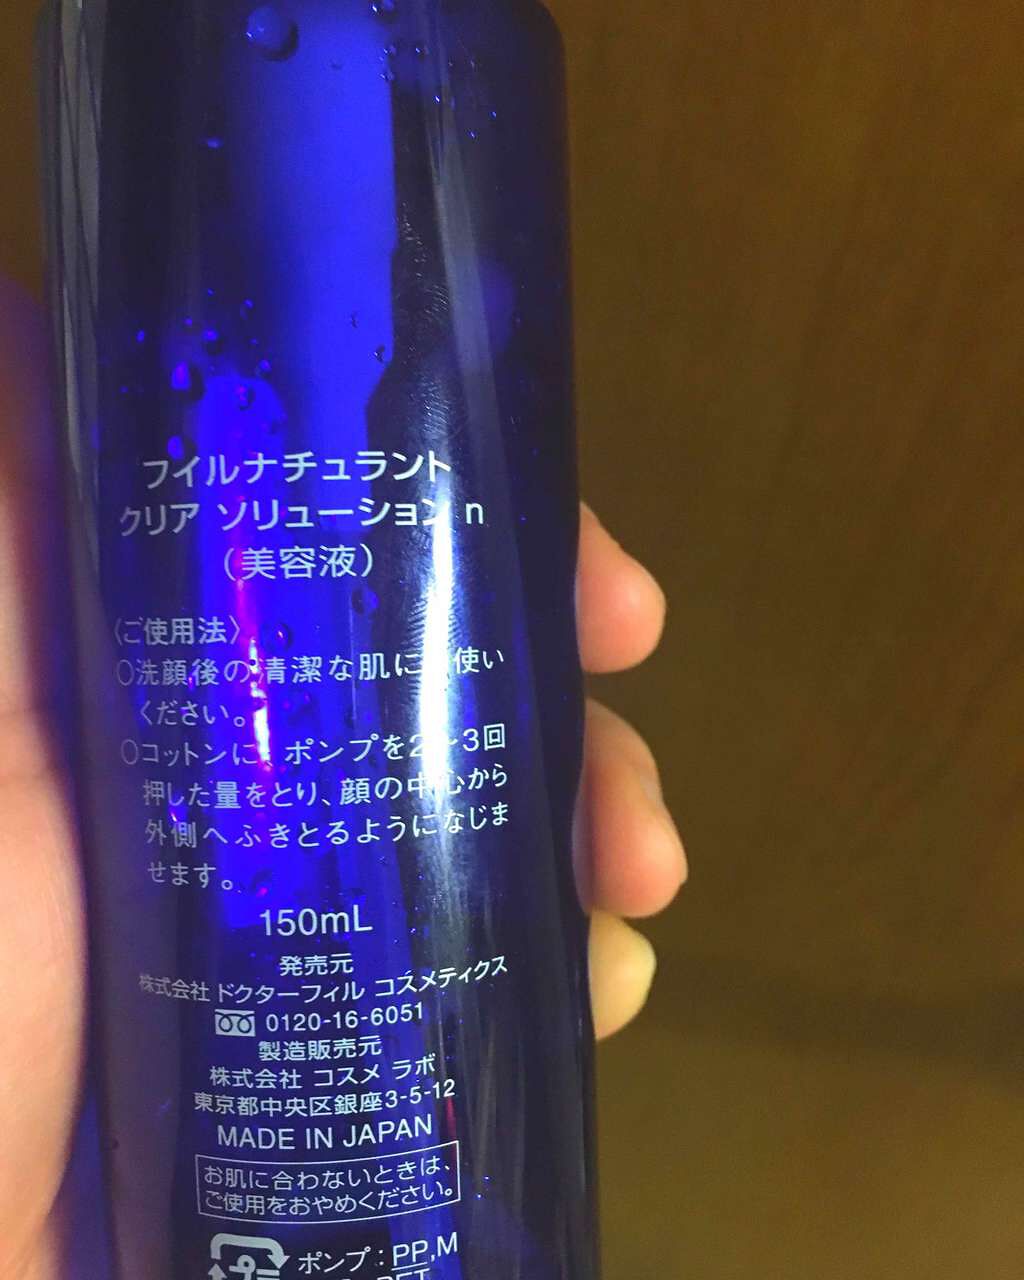 フイルナチュラント
クリア ソリューション n
（美容液）
〈ご使用法〉
○洗顔後の清潔な肌にお使い
ください。
○コットンに、ポンプを2～3回
押した量をとり、顔の中心から
外側へふきとるようになじま
せます。
150mL
発売元
株式会社 ドクターフィル コスメティクス
0120-16-6051
製造販売元
株式会社 コスメ ラボ
東京都中央区銀座3-5-12
MADE IN JAPAN
お肌に合わないときは、
ご使用をおやめください。
プ
ポンプ：PP,M
PET